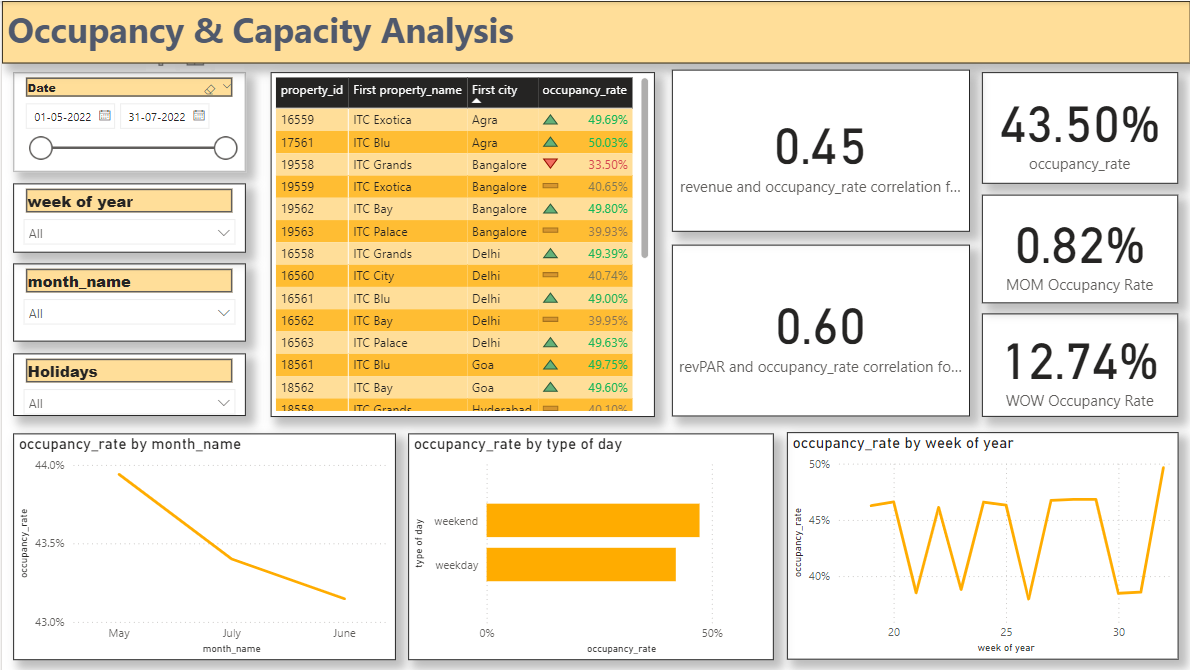 Occupancy & Capacity Analysis
Date
01-05-2022 31-07-2022
week of year
All
month_name
All
Holidays
All
property_id First property_name First city occupancy_rate
16559 ITC Exotica Agra 49.69%
17561 ITC Blu Agra 50.03%
19558 ITC Grands Bangalore 33.50%
19559 ITC Exotica Bangalore 40.65%
19562 ITC Bay Bangalore 49.80%
19563 ITC Palace Bangalore 39.93%
16558 ITC Grands Delhi 49.39%
16560 ITC City Delhi 40.74%
16561 ITC Blu Delhi 49.00%
16562 ITC Bay Delhi 39.95%
16563 ITC Palace Delhi 49.63%
18561 ITC Blu Goa 49.75%
18562 ITC Bay Goa 49.60%
18558 ITC Grands Hyderabad 40.10%
0.45
revenue and occupancy_rate correlation f...
0.60
revPAR and occupancy_rate correlation fo...
43.50%
occupancy_rate
0.82%
MOM Occupancy Rate
12.74%
WOW Occupancy Rate
occupancy_rate by month_name
44.0%
43.5%
43.0%
occupancy_rate
May July June
month_name
occupancy_rate by type of day
type of day
weekend
weekday
0% 50%
occupancy_rate
occupancy_rate by week of year
50%
45%
40%
occupancy_rate
20 25 30
week of year